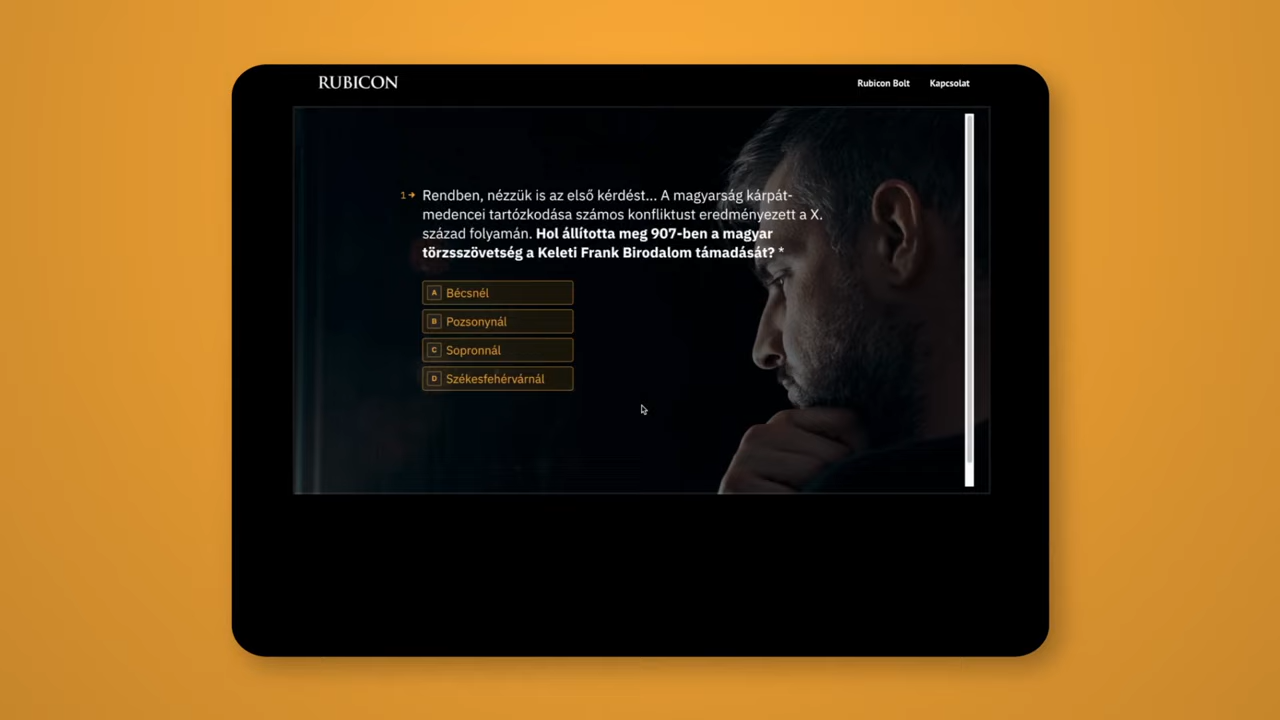 RUBICON
Rubicon Bolt
Kapcsolat
1 → Rendben, nézzük is az első kérdést... A magyarság kárpát-
medencei tartózkodása számos konfliktust eredményezett a X.
század folyamán. Hol állította meg 907-ben a magyar
törzsszövetség a Keleti Frank Birodalom támadását? *
A Bécsnél
B Pozsonynál
C Sopronnál
D Székesfehérvárnál